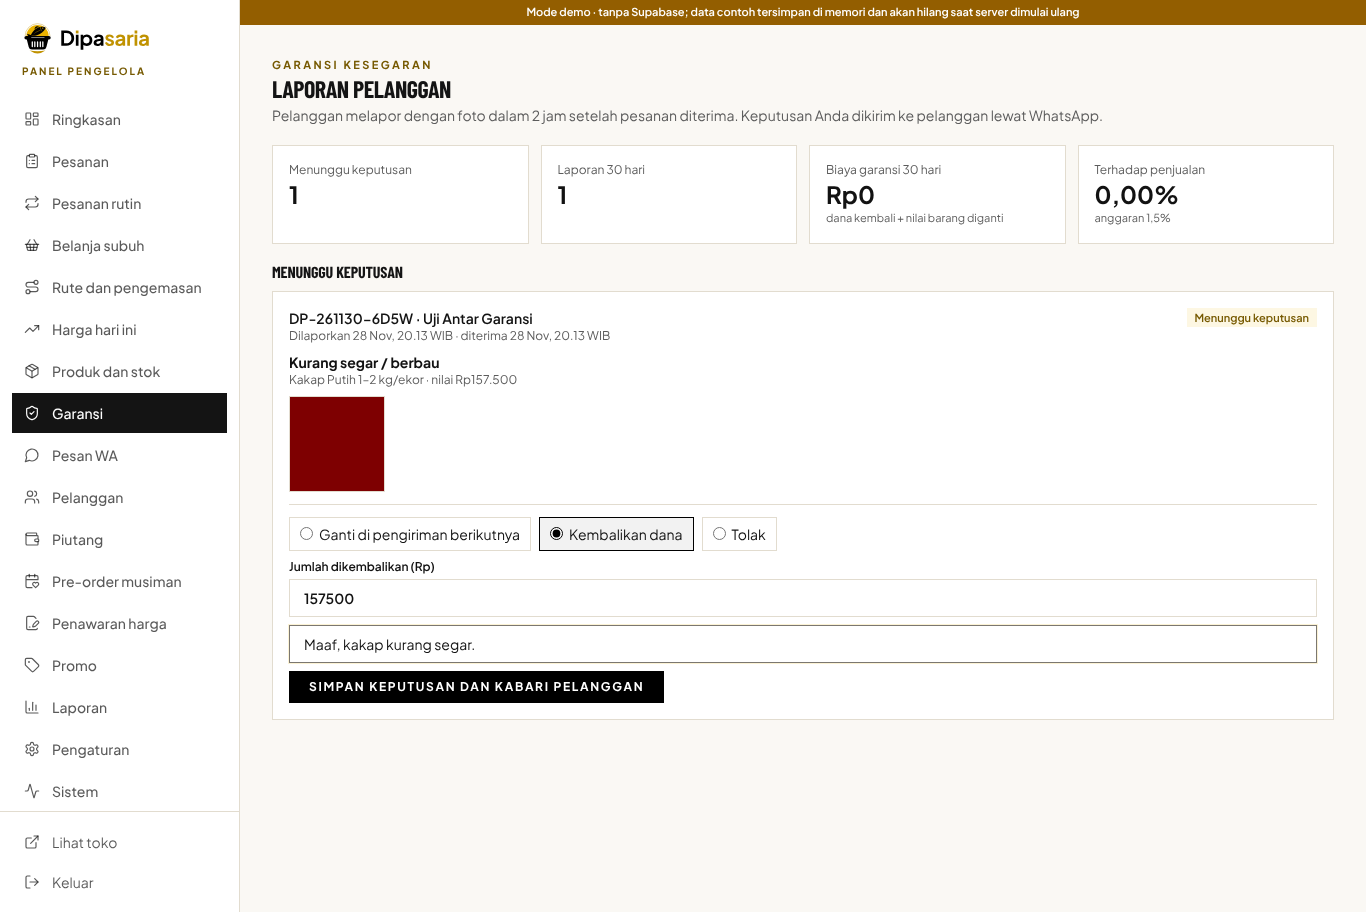 Dipasaria
PANEL PENGELOLA
Ringkasan
Pesanan
Pesanan rutin
Belanja subuh
Rute dan pengemasan
Harga hari ini
Produk dan stok
Garansi
Pesan WA
Pelanggan
Piutang
Pre-order musiman
Penawaran harga
Promo
Laporan
Pengaturan
Sistem
Lihat toko
Keluar
Mode demo · tanpa Supabase; data contoh tersimpan di memori dan akan hilang saat server dimulai ulang
GARANSI KESEGARAN
LAPORAN PELANGGAN
Pelanggan melapor dengan foto dalam 2 jam setelah pesanan diterima. Keputusan Anda dikirim ke pelanggan lewat WhatsApp.
Menunggu keputusan
1
Laporan 30 hari
1
Biaya garansi 30 hari
Rp0
dana kembali + nilai barang diganti
Terhadap penjualan
0,00%
anggaran 1,5%
MENUNGGU KEPUTUSAN
DP-261130-6D5W · Uji Antar Garansi
Menunggu keputusan
Dilaporkan 28 Nov, 20.13 WIB · diterima 28 Nov, 20.13 WIB
Kurang segar / berbau
Kakap Putih 1–2 kg/ekor · nilai Rp157.500
Ganti di pengiriman berikutnya
Kembalikan dana
Tolak
Jumlah dikembalikan (Rp)
157500
Maaf, kakap kurang segar.
SIMPAN KEPUTUSAN DAN KABARI PELANGGAN